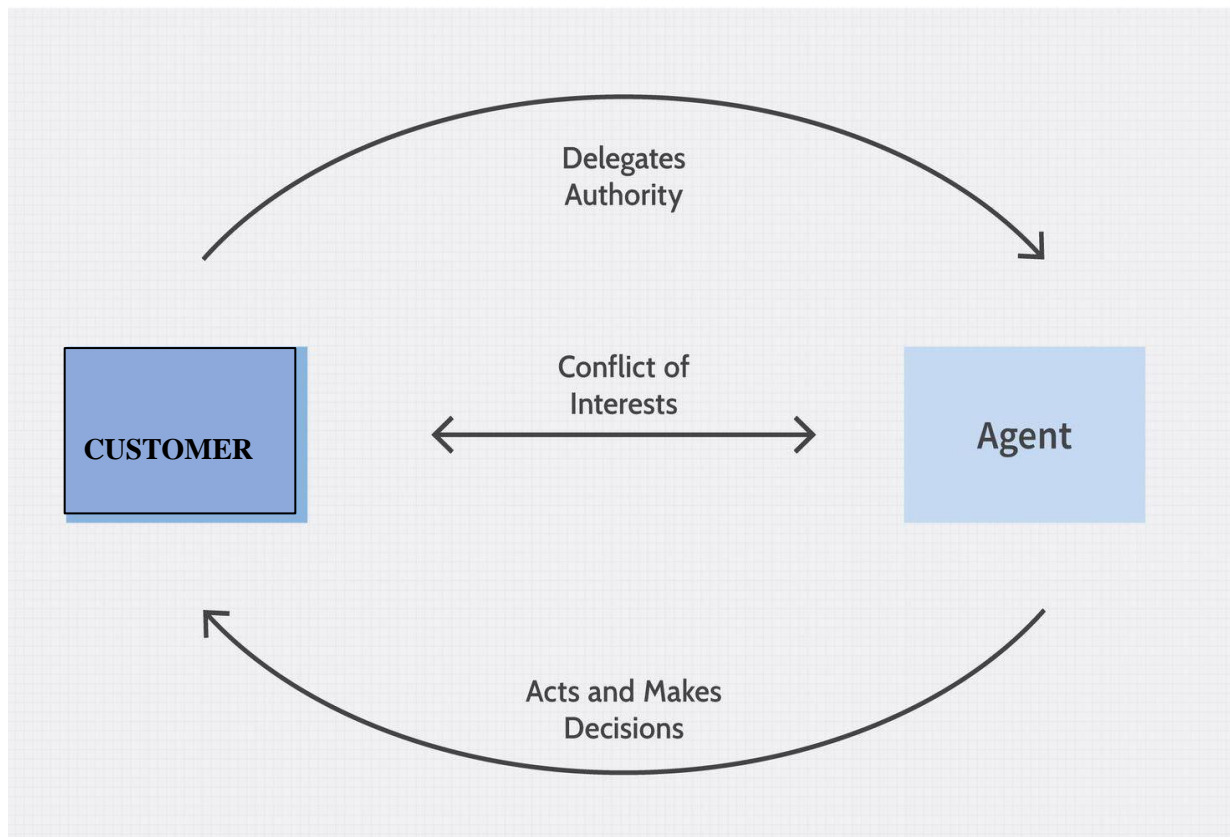 Delegates
Authority
Conflict of
Interests
CUSTOMER
Agent
Acts and Makes
Decisions